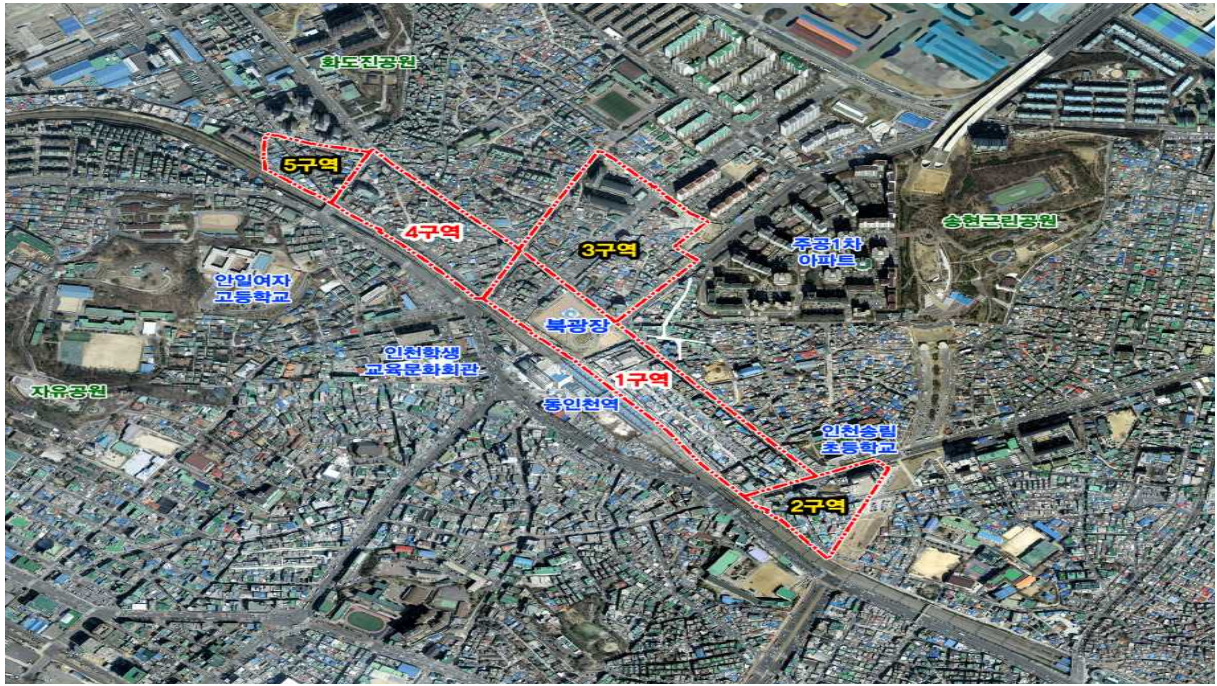 화도진공원
5구역
4구역
3구역
송현근린공원
주공1차
아파트
안일여자
고등학교
북광장
인천학생
교육문화회관
1구역
자유공원
동인천역
인천송림
초등학교
2구역